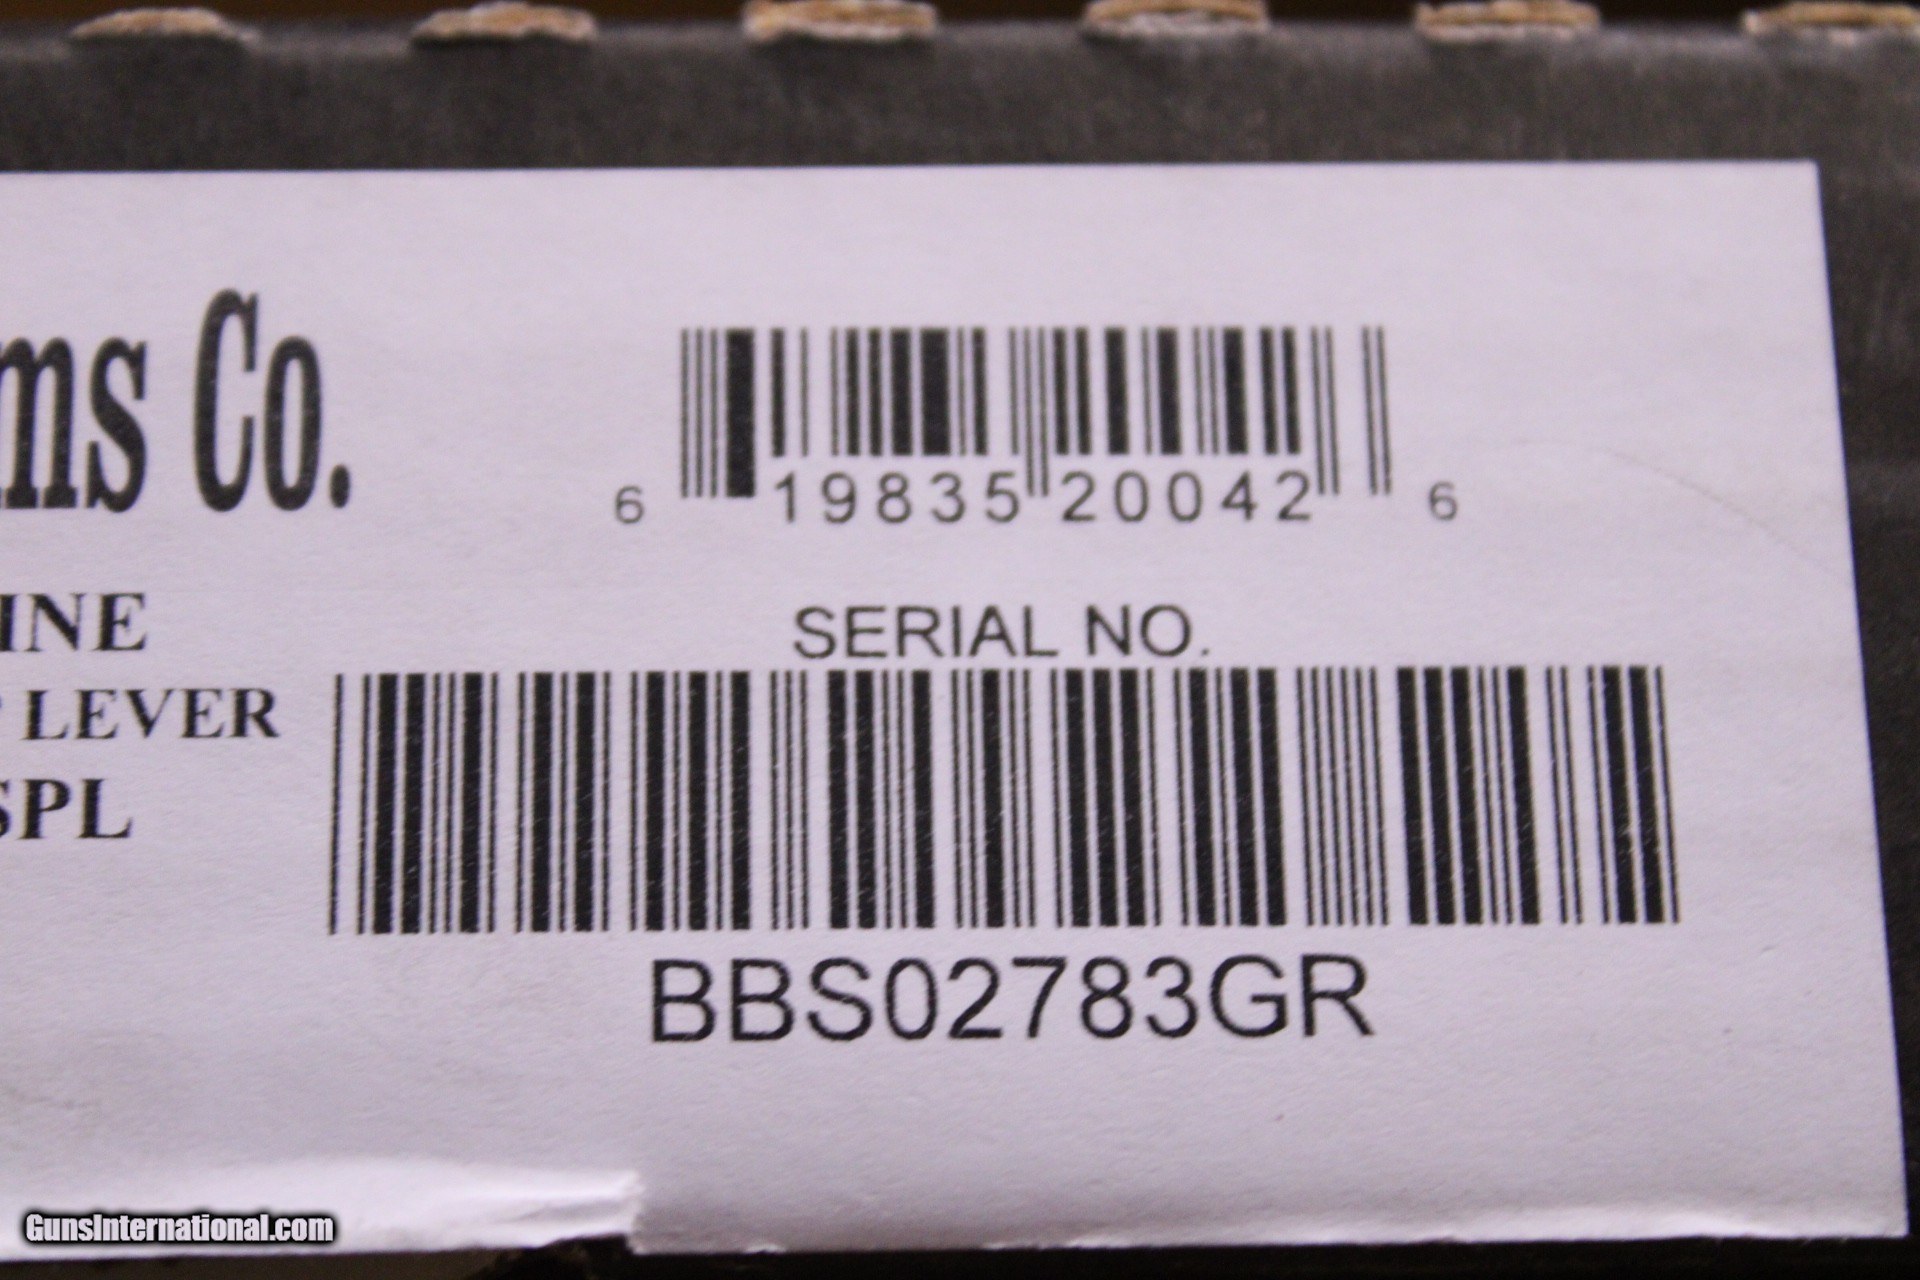 ms Co.
6 19835 20042 6
SERIAL NO.
INE
LEVER
SPL
BBS02783GR
GunsInternational.com